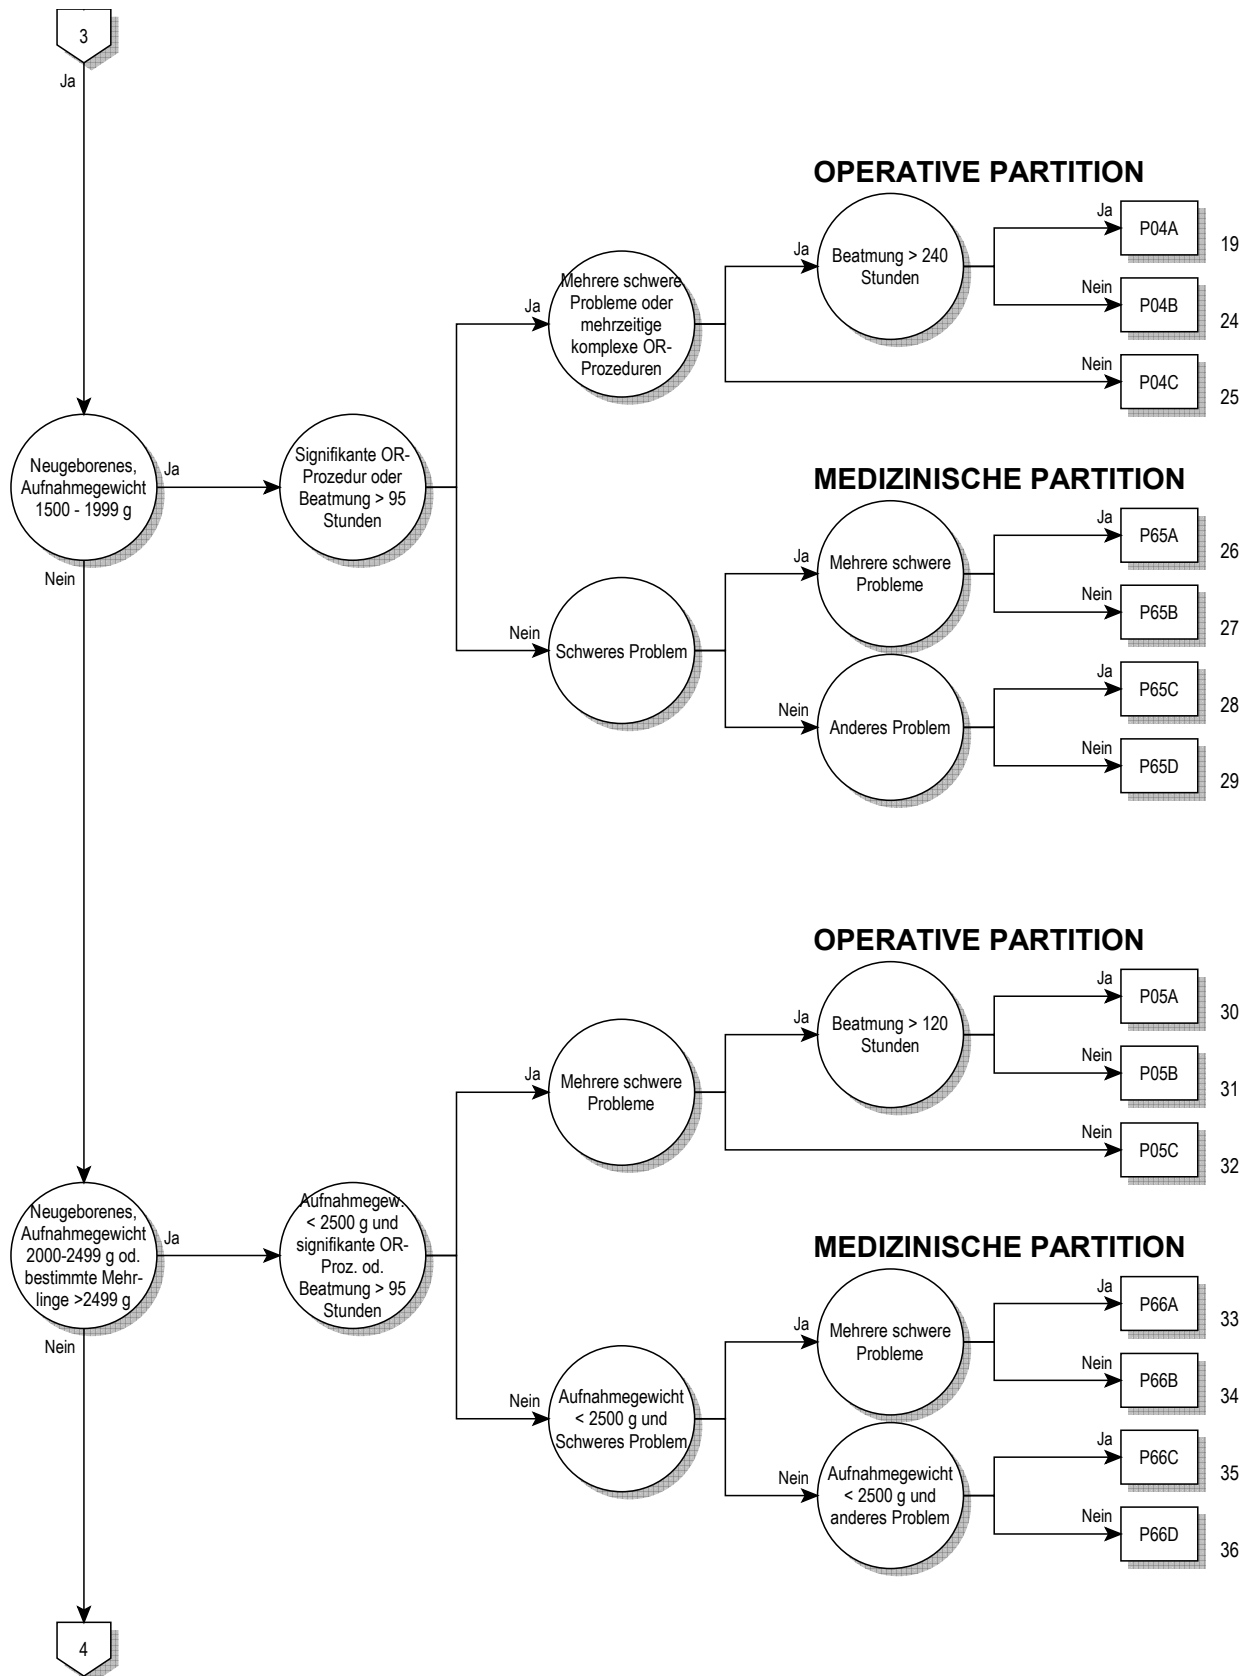 3
Ja
OPERATIVE PARTITION
Ja
P04A
19
Ja
Beatmung > 240
Stunden
Nein
P04B
24
Ja
Mehrere schwere
Probleme oder
mehrzeitige
komplexe OR-
Prozeduren
Nein
P04C
25
Neugeborenes,
Aufnahmegewicht
1500 - 1999 g
Ja
Signifikante OR-
Prozedur oder
Beatmung > 95
Stunden
Nein
MEDIZINISCHE PARTITION
Ja
P65A
26
Ja
Mehrere schwere
Probleme
Nein
P65B
27
Nein
Schweres Problem
Ja
P65C
28
Nein
Anderes Problem
Nein
P65D
29
OPERATIVE PARTITION
Ja
P05A
30
Ja
Beatmung > 120
Stunden
Nein
P05B
31
Ja
Mehrere schwere
Probleme
Nein
P05C
32
Neugeborenes,
Aufnahmegewicht
2000-2499 g od.
bestimmte Mehr-
linge >2499 g
Ja
Aufnahmegew.
< 2500 g und
signifikante OR-
Proz. od.
Beatmung > 95
Stunden
Nein
MEDIZINISCHE PARTITION
Ja
P66A
33
Ja
Mehrere schwere
Probleme
Nein
P66B
34
Nein
Aufnahmegewicht
< 2500 g und
Schweres Problem
Ja
P66C
35
Nein
Aufnahmegewicht
< 2500 g und
anderes Problem
Nein
P66D
36
4